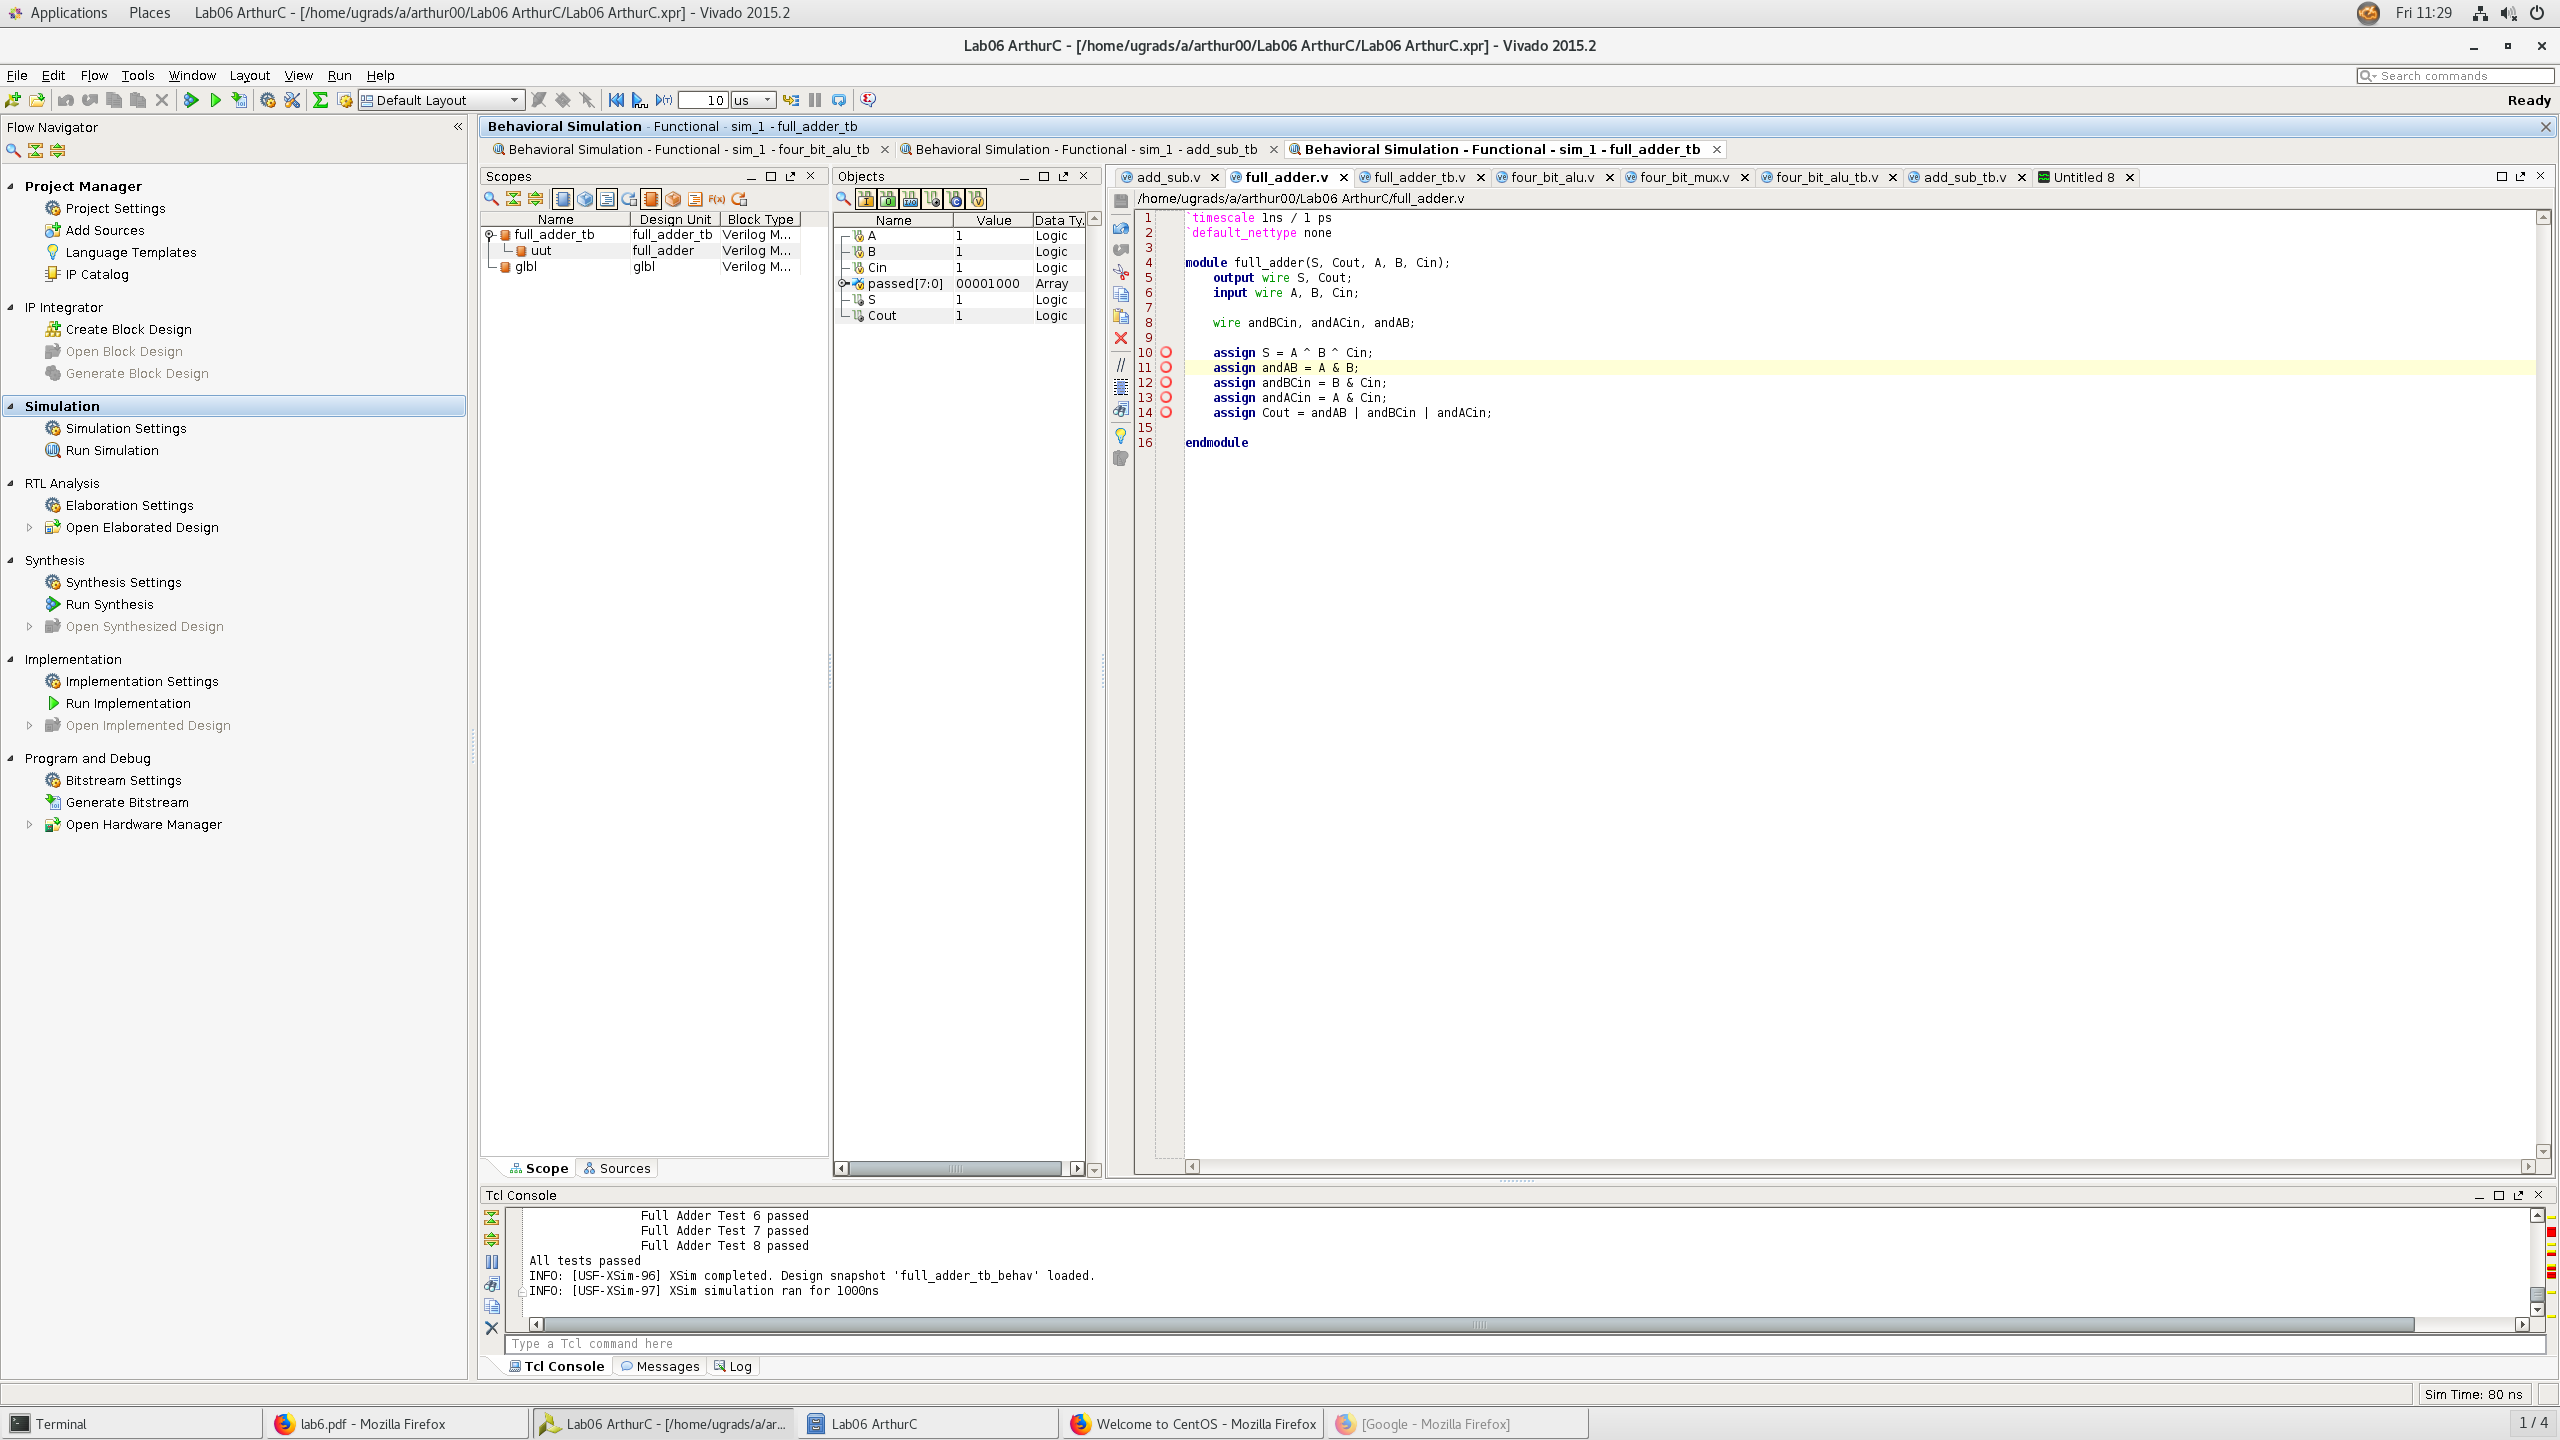 Applications Places Lab06 ArthurC - [/home/ugrads/a/arthur00/Lab06 ArthurC/Lab06 ArthurC.xpr] - Vivado 2015.2 Fri 11:29
Lab06 ArthurC - [/home/ugrads/a/arthur00/Lab06 ArthurC/Lab06 ArthurC.xpr] - Vivado 2015.2
File Edit Flow Tools Window Layout View Run Help Search commands
Default Layout 10 us Ready
Flow Navigator
Project Manager
Project Settings
Add Sources
Language Templates
IP Catalog
IP Integrator
Create Block Design
Open Block Design
Generate Block Design
Simulation
Simulation Settings
Run Simulation
RTL Analysis
Elaboration Settings
Open Elaborated Design
Synthesis
Synthesis Settings
Run Synthesis
Open Synthesized Design
Implementation
Implementation Settings
Run Implementation
Open Implemented Design
Program and Debug
Bitstream Settings
Generate Bitstream
Open Hardware Manager
Behavioral Simulation - Functional - sim_1 - full_adder_tb
Behavioral Simulation - Functional - sim_1 - four_bit_alu_tb Behavioral Simulation - Functional - sim_1 - add_sub_tb Behavioral Simulation - Functional - sim_1 - full_adder_tb
Scopes
Name Design Unit Block Type
full_adder_tb full_adder_tb Verilog M...
uut full_adder Verilog M...
glbl glbl Verilog M...
Scope Sources
Objects
Name Value Data Ty.
A 1 Logic
B 1 Logic
Cin 1 Logic
passed[7:0] 00001000 Array
S 1 Logic
Cout 1 Logic
add_sub.v full_adder.v full_adder_tb.v four_bit_alu.v four_bit_mux.v four_bit_alu_tb.v add_sub_tb.v Untitled 8
/home/ugrads/a/arthur00/Lab06 ArthurC/full_adder.v
1 `timescale 1ns / 1 ps
2 `default_nettype none
3
4 module full_adder(S, Cout, A, B, Cin);
5 output wire S, Cout;
6 input wire A, B, Cin;
7
8 wire andBCin, andACin, andAB;
9
10 assign S = A ^ B ^ Cin;
11 assign andAB = A & B;
12 assign andBCin = B & Cin;
13 assign andACin = A & Cin;
14 assign Cout = andAB | andBCin | andACin;
15
16 endmodule
Tcl Console
Full Adder Test 6 passed
Full Adder Test 7 passed
Full Adder Test 8 passed
All tests passed
INFO: [USF-XSim-96] XSim completed. Design snapshot 'full_adder_tb_behav' loaded.
INFO: [USF-XSim-97] XSim simulation ran for 1000ns
Type a Tcl command here
Tcl Console Messages Log
Sim Time: 80 ns
Terminal lab6.pdf - Mozilla Firefox Lab06 ArthurC - [/home/ugrads/a/ar... Lab06 ArthurC Welcome to CentOS - Mozilla Firefox [Google - Mozilla Firefox] 1 / 4